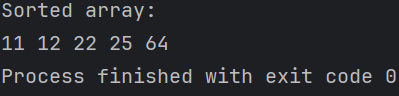 Sorted array:
11 12 22 25 64
Process finished with exit code 0